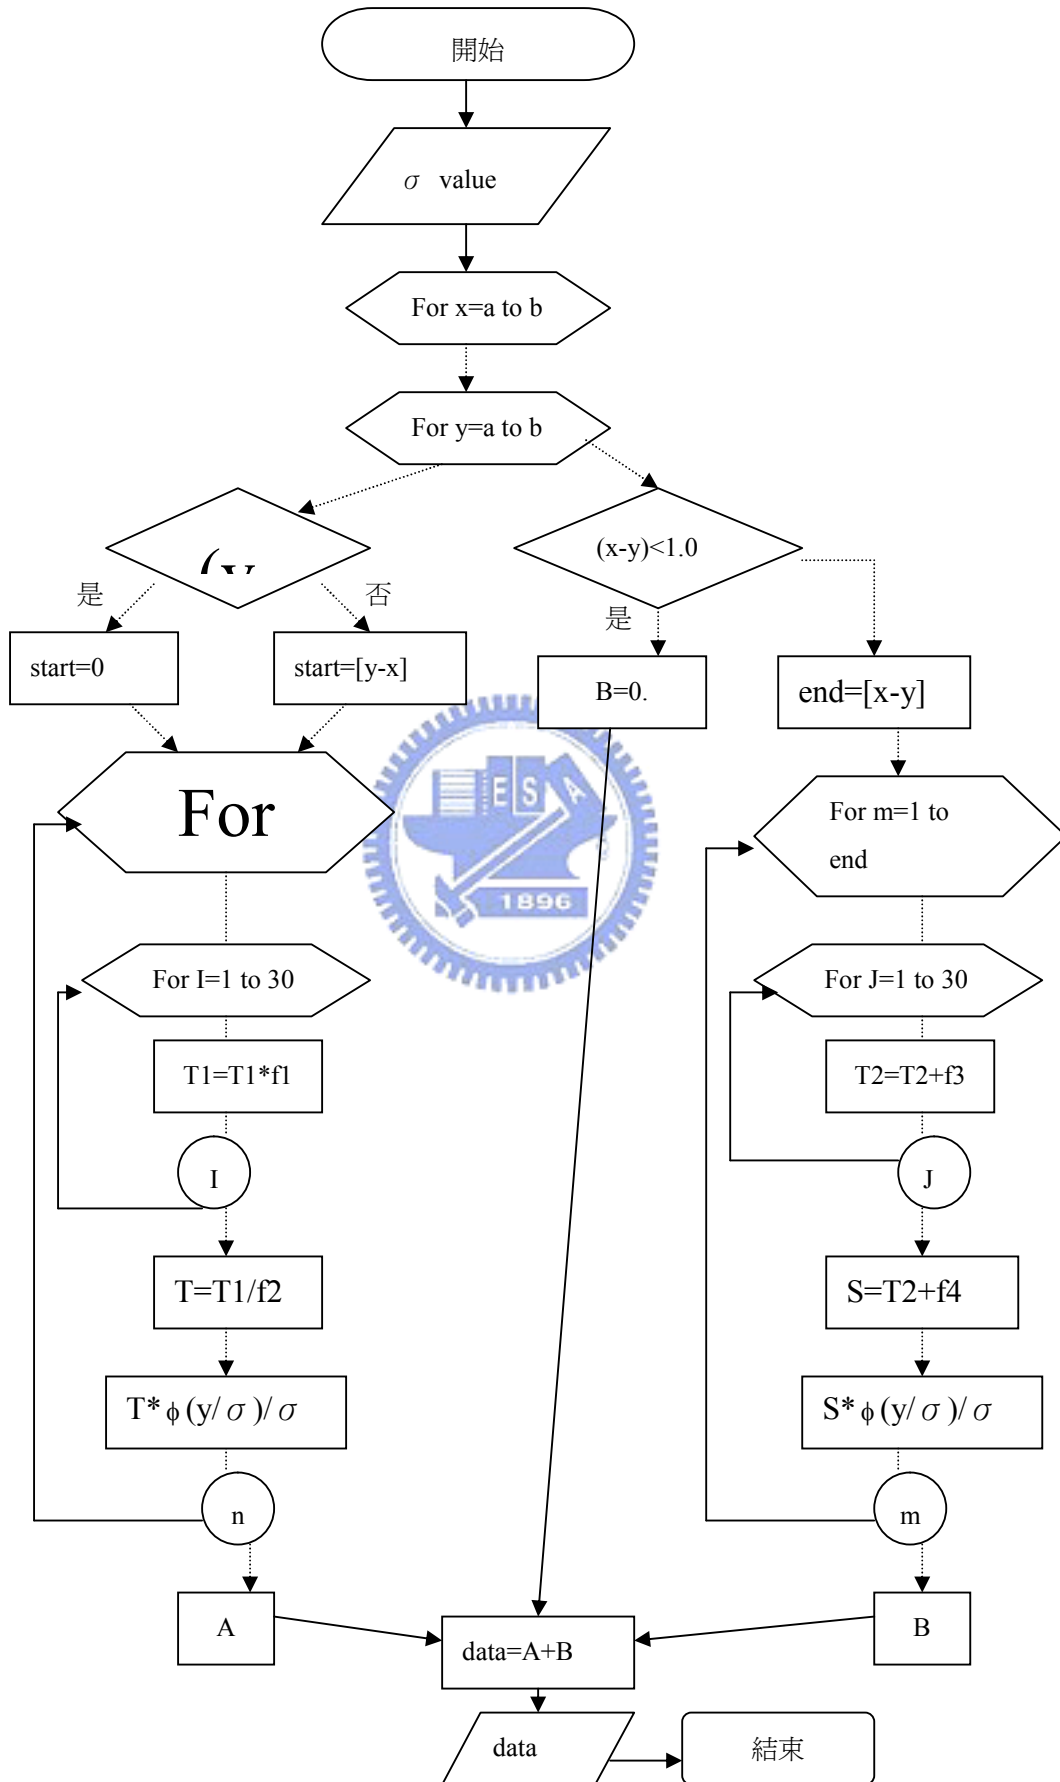 開始
σ value
For x=a to b
For y=a to b
(x-y)<1.0
是
否
是
start=0
start=[y-x]
B=0.
end=[x-y]
For
For m=1 to
end
E S A
1896
For I=1 to 30
For J=1 to 30
T1=T1*f1
T2=T2+f3
I
J
T=T1/f2
S=T2+f4
T*ϕ(y/σ)/σ
S*ϕ(y/σ)/σ
n
m
A
B
data=A+B
data
結束